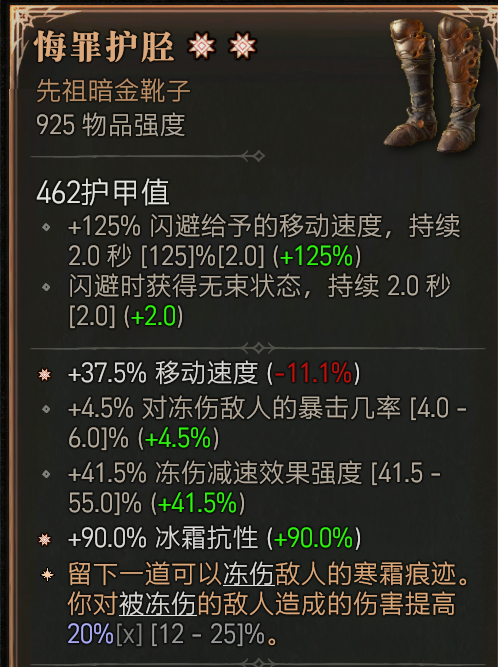 悔罪护胫
先祖暗金靴子
925 物品强度
462护甲值
+125% 闪避给予的移动速度，持续
2.0 秒 [125]%[2.0] (+125%)
闪避时获得无束状态，持续 2.0 秒
[2.0] (+2.0)
+37.5% 移动速度 (-11.1%)
+4.5% 对冻伤敌人的暴击几率 [4.0 -
6.0]% (+4.5%)
+41.5% 冻伤减速效果强度 [41.5 -
55.0]% (+41.5%)
+90.0% 冰霜抗性 (+90.0%)
留下一道可以冻伤敌人的寒霜痕迹。
你对被冻伤的敌人造成的伤害提高
20%[x] [12 - 25]%。